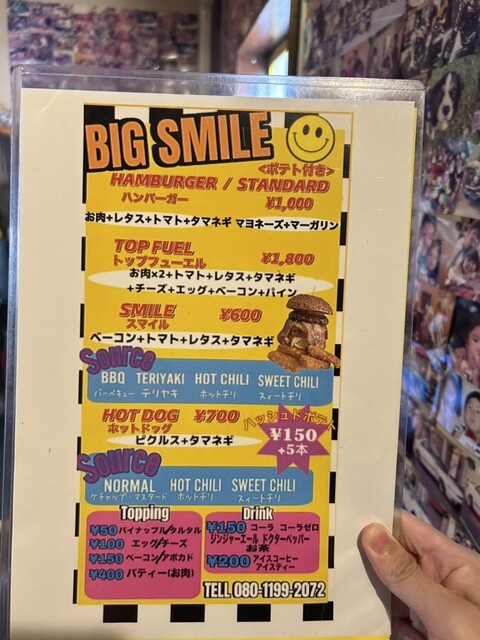 BIG SMILE
<ポテト付き>
HAMBURGER / STANDARD
ハンバーガー ¥1,000
お肉+レタス+トマト+タマネギ マヨネーズ+マーガリン
TOP FUEL ¥1,800
トップフューエル
お肉×2+トマト+レタス+タマネギ
+チーズ+エッグ+ベーコン+パイン
SMILE ¥600
スマイル
ベーコン+トマト+レタス+タマネギ
Source
BBQ TERIYAKI HOT CHILI SWEET CHILI
バーベキュー テリヤキ ホットチリ スィートチリ
HOT DOG ¥700
ホットドッグ
ピクルス+タマネギ
ハッシュドポテト
¥150
+5本
Source
NORMAL HOT CHILI SWEET CHILI
ケチャップ・マスタード ホットチリ スィートチリ
Topping
¥50 パイナップル/タルタル
¥100 エッグ/チーズ
¥150 ベーコン/アボカド
¥400 パティー(お肉)
Drink
¥150 コーラ コーラゼロ
ジンジャーエール ドクターペッパー
お茶
¥200 アイスコーヒー
アイスティー
TELL 080-1199-2072